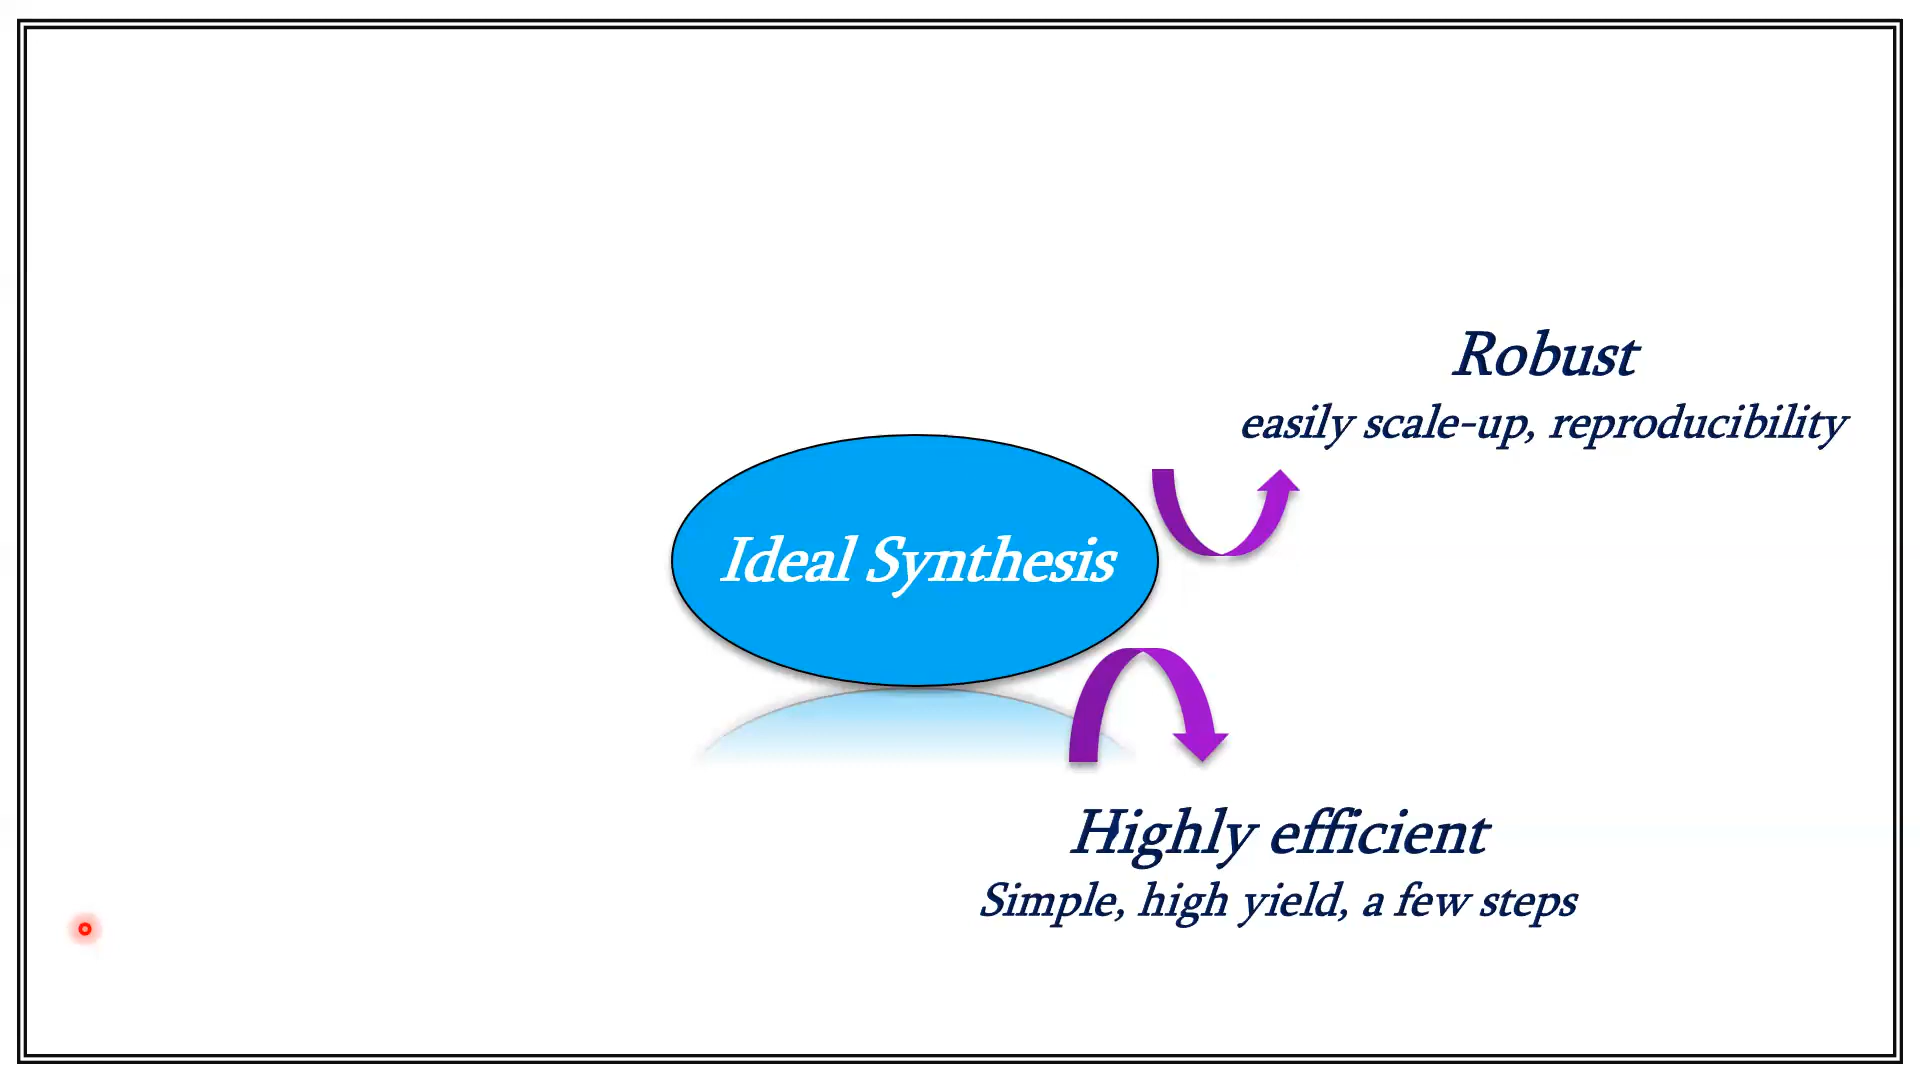 Robust
easily scale-up, reproducibility
Ideal Synthesis
Highly efficient
Simple, high yield, a few steps